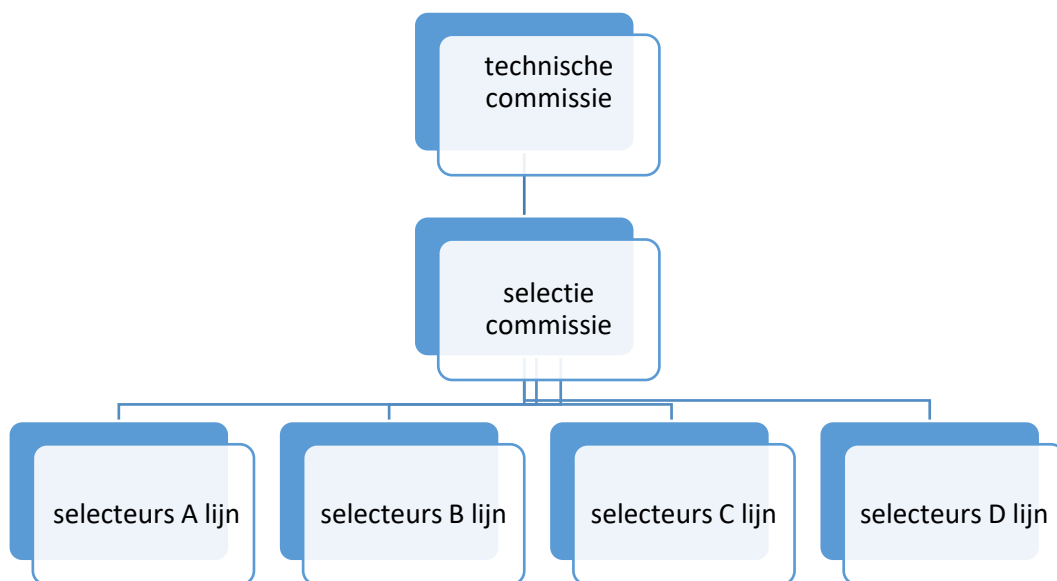 technische
commissie
selectie
commissie
selecteurs A lijn
selecteurs B lijn
selecteurs C lijn
selecteurs D lijn